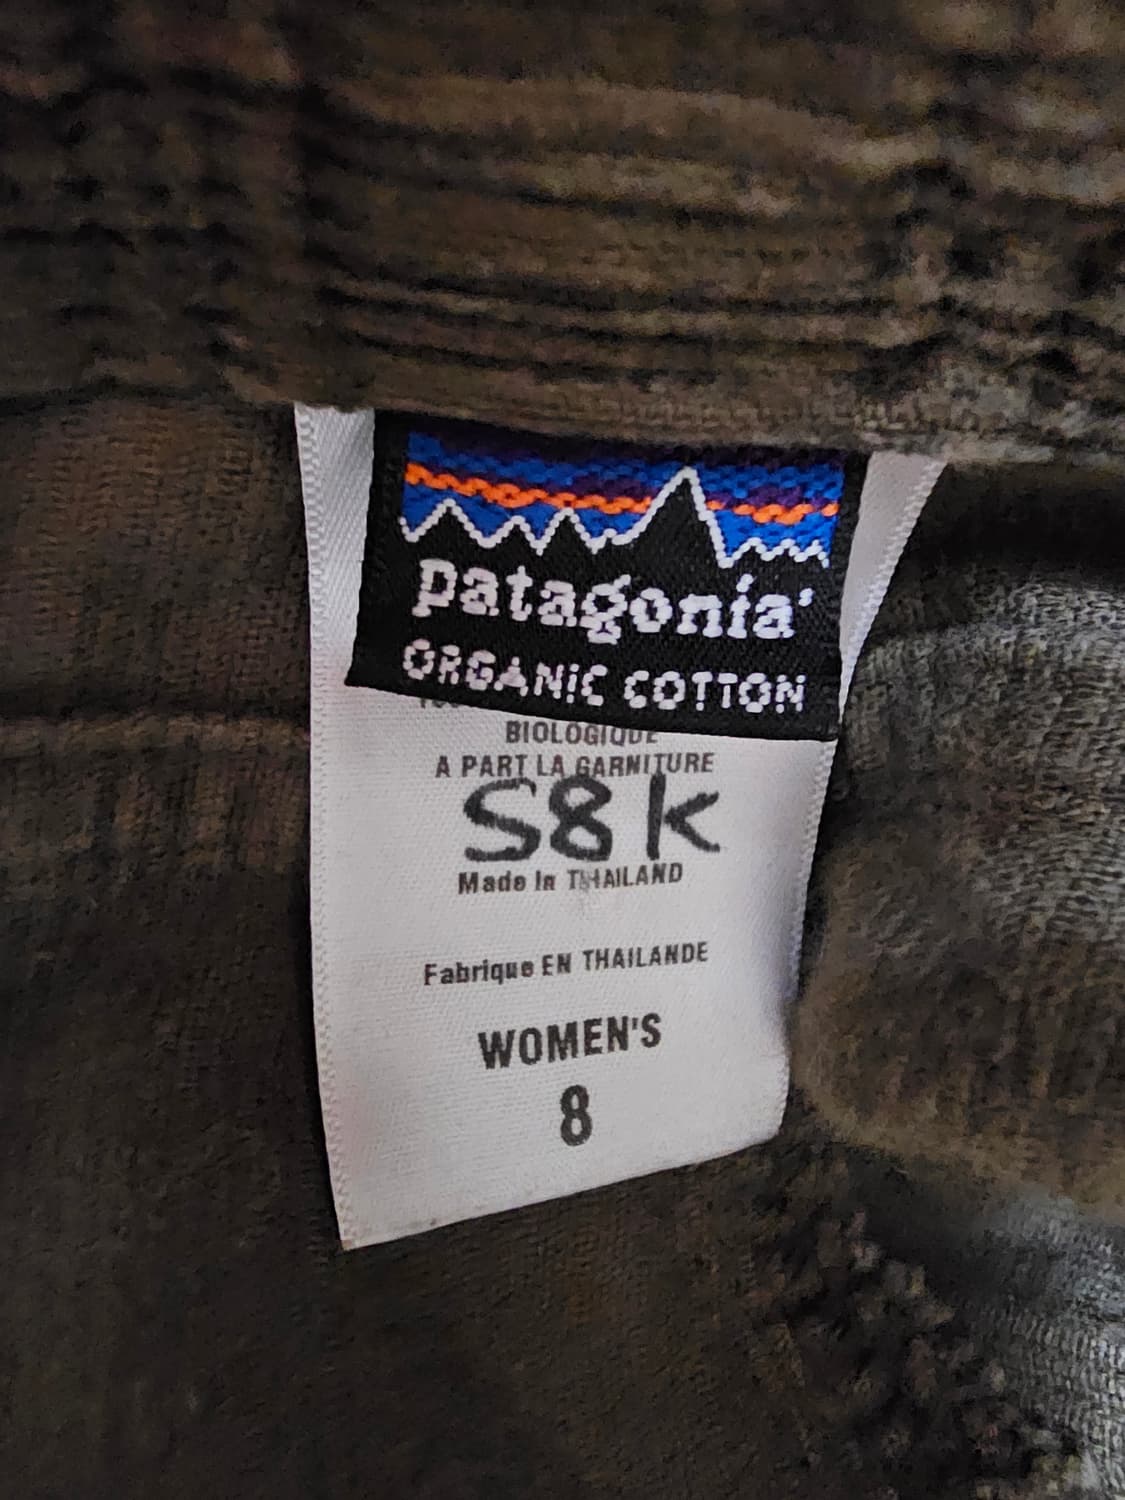 patagonia
ORGANIC COTTON
BIOLOGIQUE
A PART LA GARNITURE
S8K
Made In THAILAND
Fabrique EN THAILANDE
WOMEN'S
8